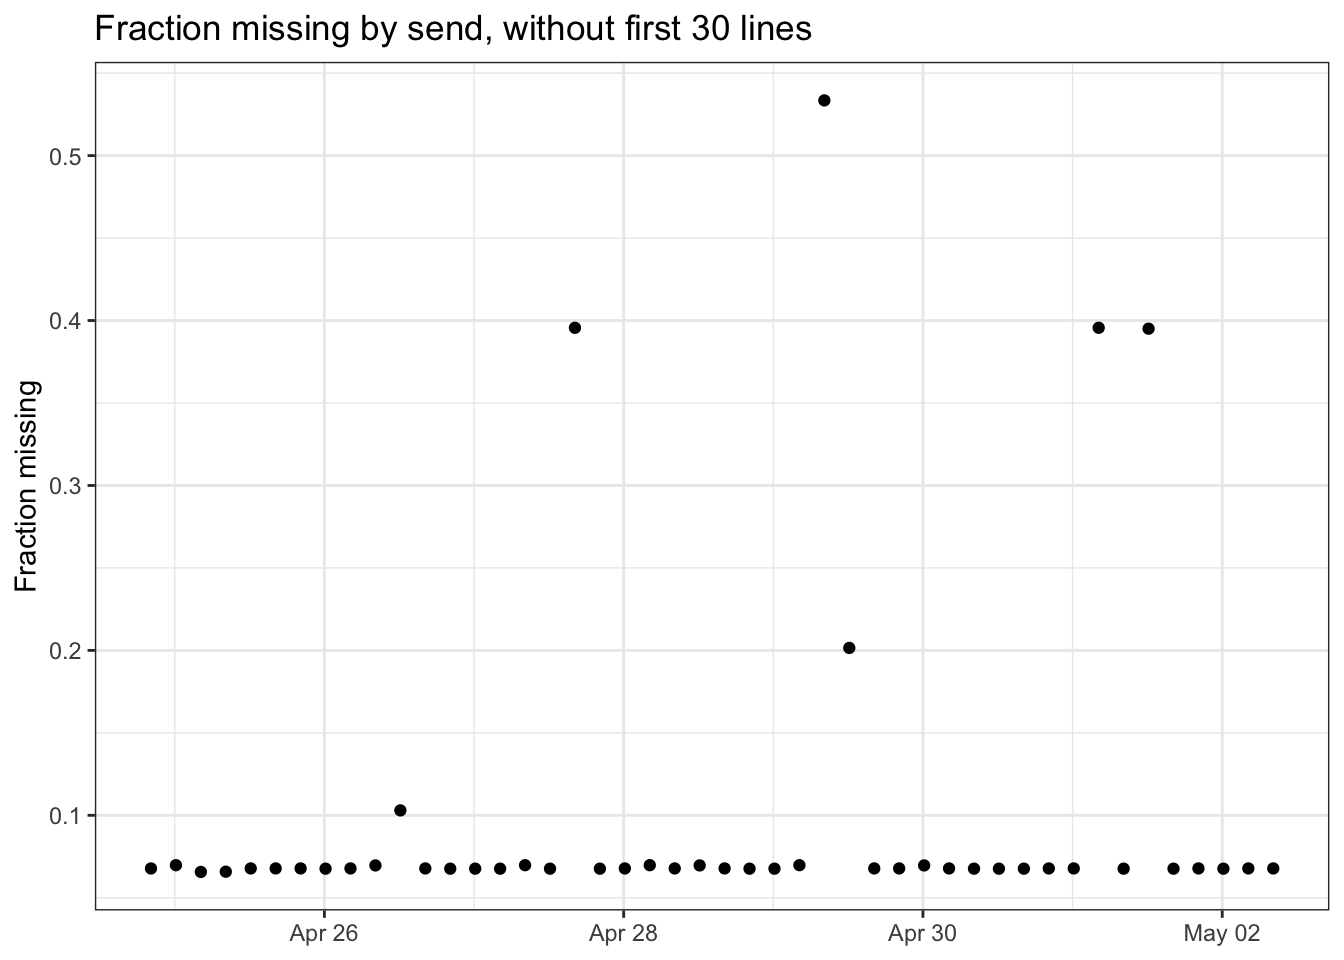 Fraction missing by send, without first 30 lines
Fraction missing
0.5
0.4
0.3
0.2
0.1
Apr 26
Apr 28
Apr 30
May 02